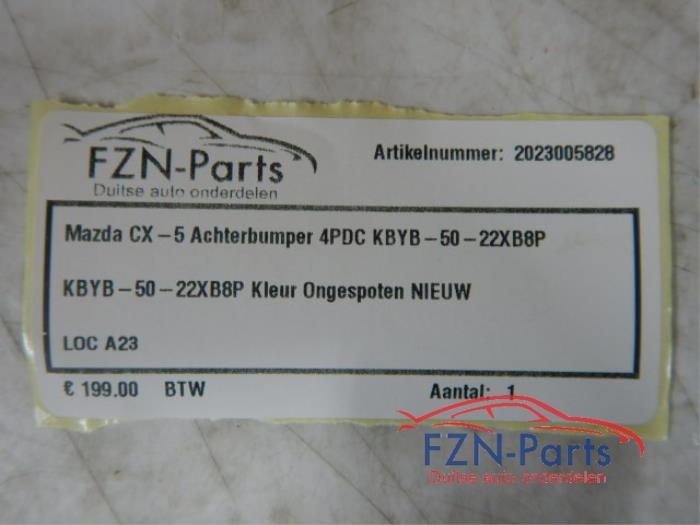 FZN-Parts
Duitse auto onderdelen
Artikelnummer: 2023005828
Mazda CX-5 Achterbumper 4PDC KBYB-50-22XB8P
KBYB-50-22XB8P Kleur Ongespoten NIEUW
LOC A23
€ 199.00 BTW Aantal: 1
FZN-Parts
Duitse auto onderdelen